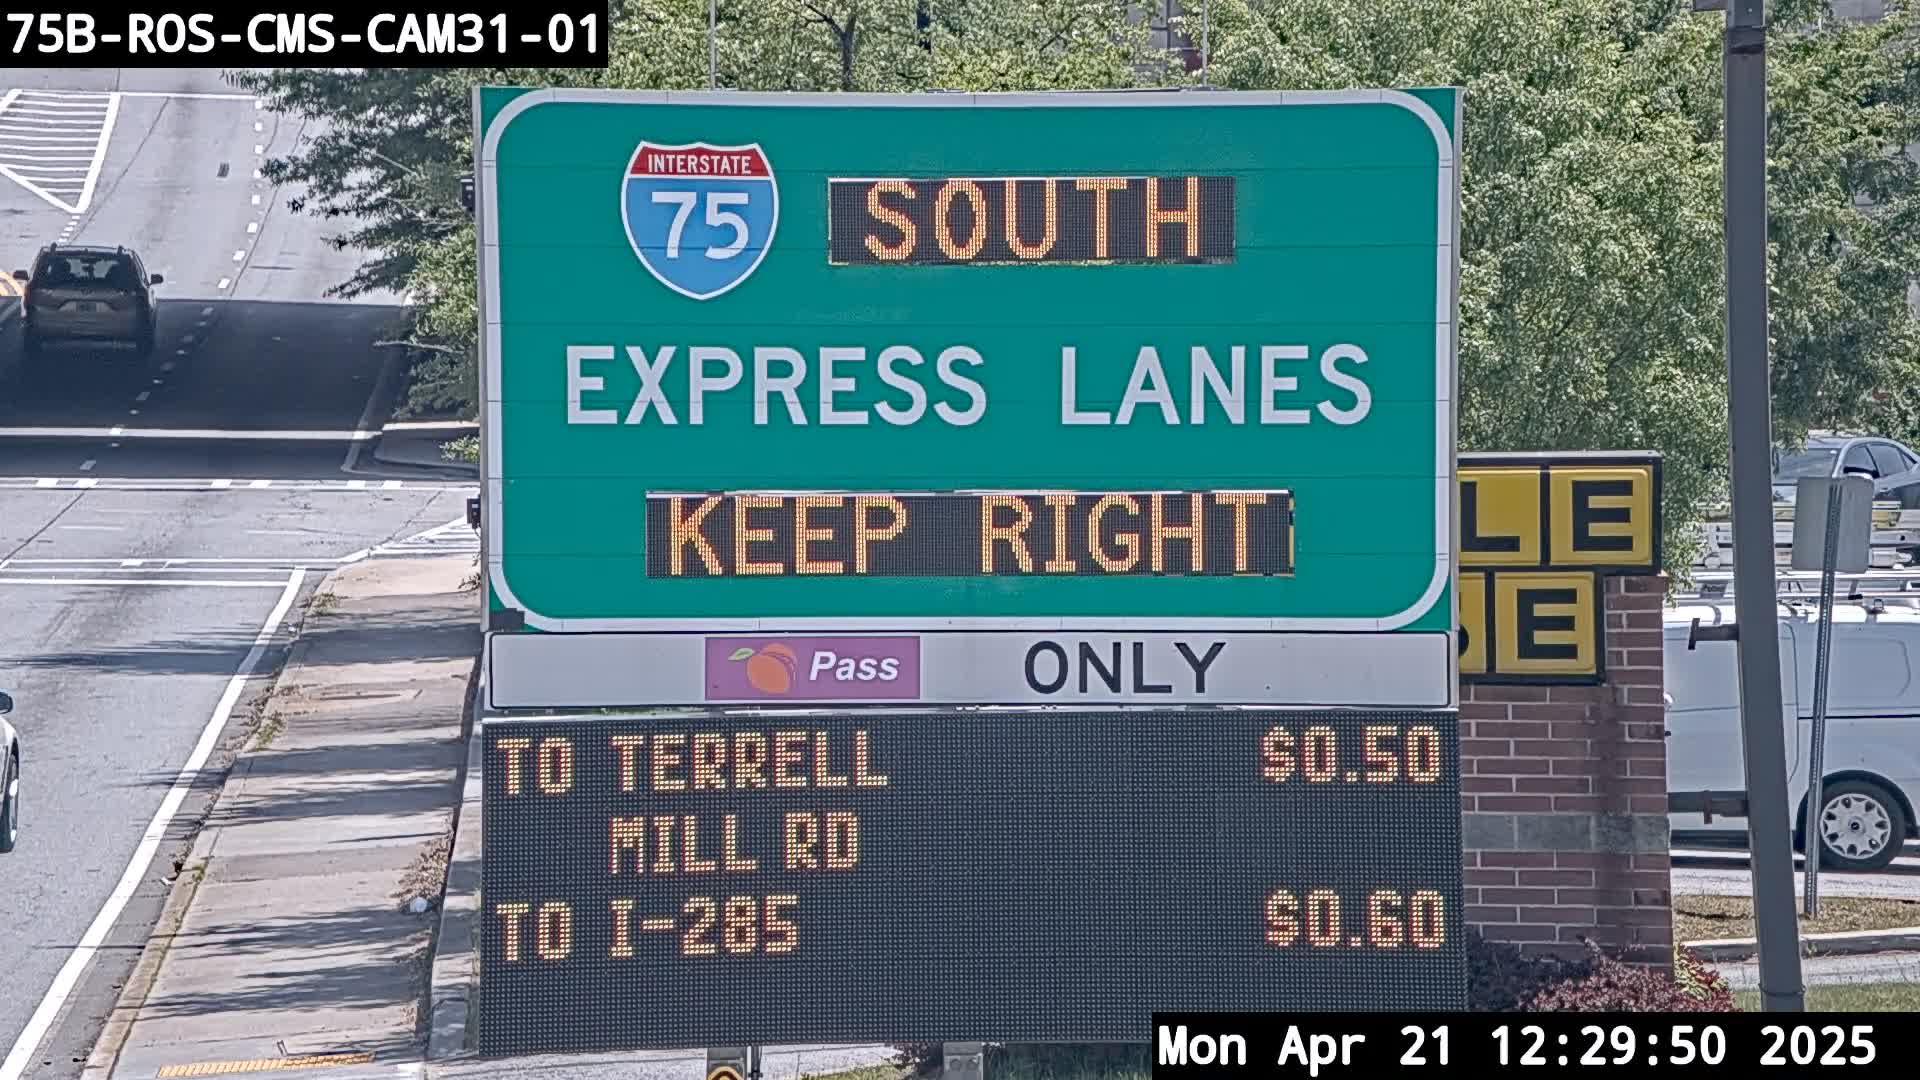 75B-ROS-CMS-CAM31-01
INTERSTATE
75
SOUTH
EXPRESS LANES
KEEP RIGHT
Pass ONLY
TO TERRELL $0.50
MILL RD
TO I-285 $0.60
LE
E
Mon Apr 21 12:29:50 2025